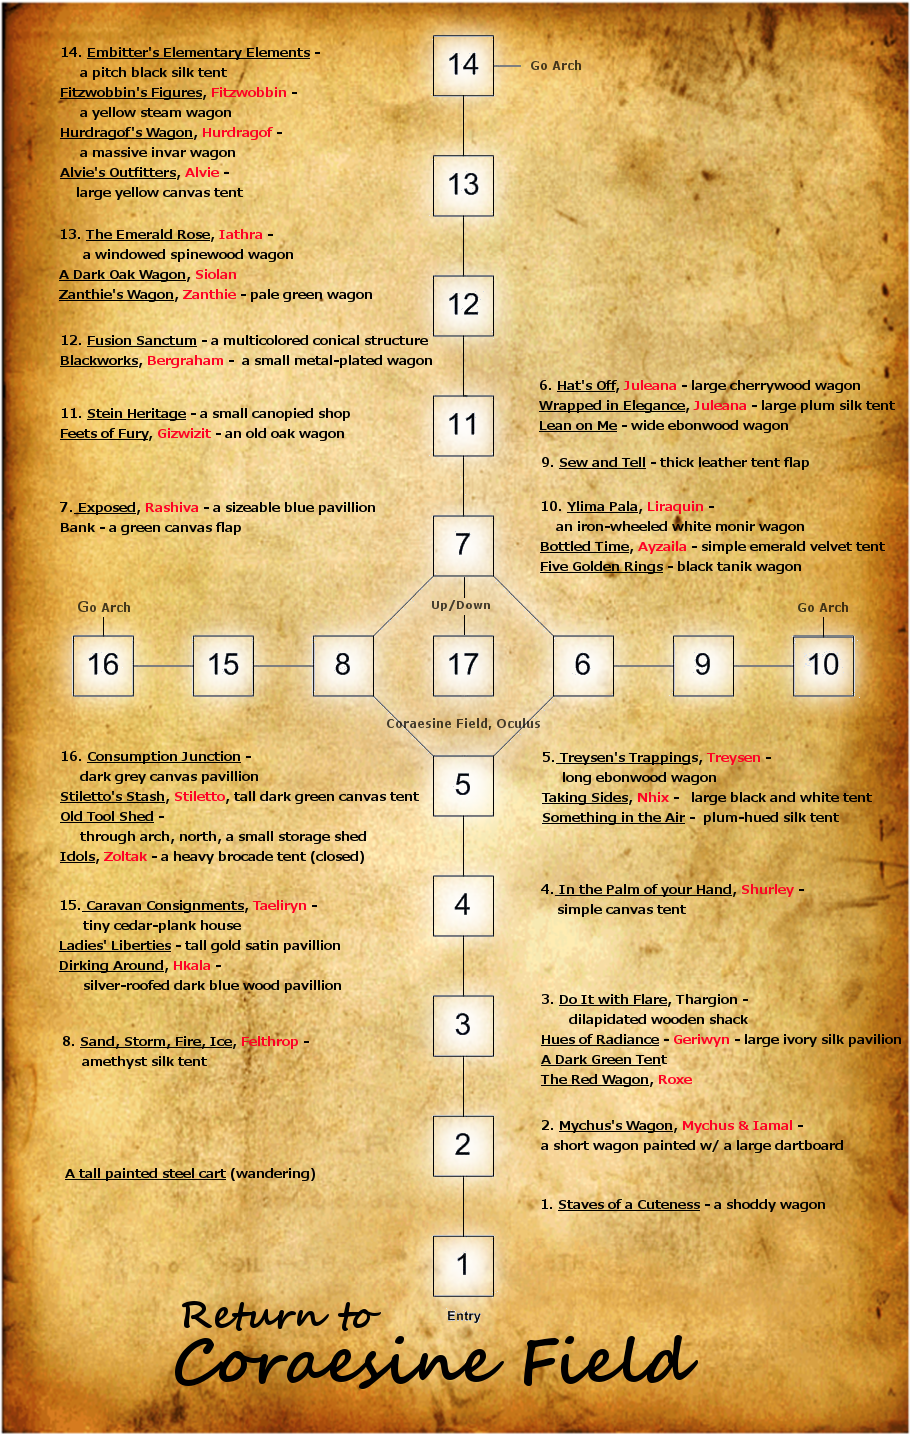 14. Embitter's Elementary Elements -
a pitch black silk tent
Fitzwobbin's Figures, Fitzwobbin -
a yellow steam wagon
Hurdragof's Wagon, Hurdragof -
a massive invar wagon
Alvie's Outfitters, Alvie -
large yellow canvas tent
13. The Emerald Rose, Iathra -
a windowed spinewood wagon
A Dark Oak Wagon, Siolan
Zanthie's Wagon, Zanthie - pale green wagon
12. Fusion Sanctum - a multicolored conical structure
Blackworks, Bergraham - a small metal-plated wagon
11. Stein Heritage - a small canopied shop
Feets of Fury, Gizwizit - an old oak wagon
7. Exposed, Rashiva - a sizeable blue pavillion
Bank - a green canvas flap
14
Go Arch
13
12
11
7
6. Hat's Off, Juleana - large cherrywood wagon
Wrapped in Elegance, Juleana - large plum silk tent
Lean on Me - wide ebonwood wagon
9. Sew and Tell - thick leather tent flap
10. Ylima Pala, Liraquin -
an iron-wheeled white monir wagon
Bottled Time, Ayzaila - simple emerald velvet tent
Five Golden Rings - black tanik wagon
Go Arch
Up/Down
Go Arch
16
15
8
17
6
9
10
Coraesine Field, Oculus
16. Consumption Junction -
dark grey canvas pavillion
Stiletto's Stash, Stiletto, tall dark green canvas tent
Old Tool Shed -
through arch, north, a small storage shed
Idols, Zoltak - a heavy brocade tent (closed)
15. Caravan Consignments, Taeliryn -
tiny cedar-plank house
Ladies' Liberties - tall gold satin pavillion
Dirking Around, Hkala -
silver-roofed dark blue wood pavillion
8. Sand, Storm, Fire, Ice, Felthrop -
amethyst silk tent
A tall painted steel cart (wandering)
5
4
3
2
1
Entry
5. Treysen's Trappings, Treysen -
long ebonwood wagon
Taking Sides, Nhix - large black and white tent
Something in the Air - plum-hued silk tent
4. In the Palm of your Hand, Shurley -
simple canvas tent
3. Do It with Flare, Thargion -
dilapidated wooden shack
Hues of Radiance - Geriwyn - large ivory silk pavilion
A Dark Green Tent
The Red Wagon, Roxe
2. Mychus's Wagon, Mychus & Iamal -
a short wagon painted w/ a large dartboard
1. Staves of a Cuteness - a shoddy wagon
Return to
Coraesine Field